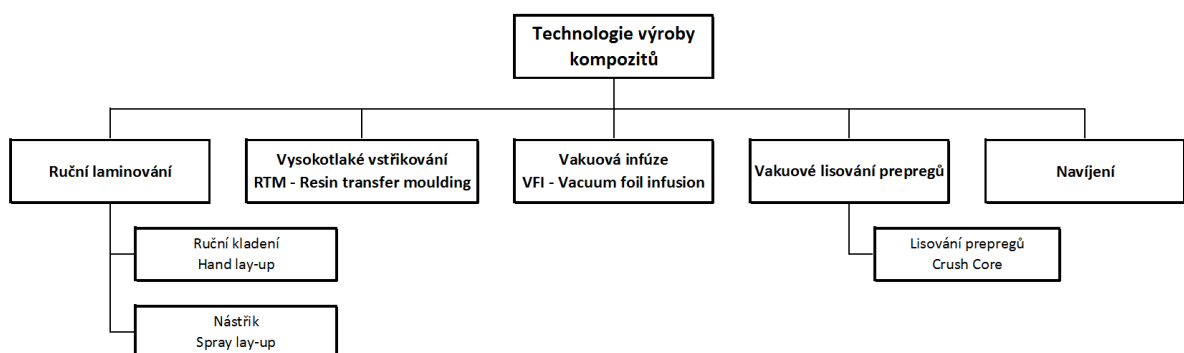 Technologie výroby
kompozitů
Ruční laminování
Vysokotlaké vstřikování
RTM - Resin transfer moulding
Vakuová infúze
VFI - Vacuum foil infusion
Vakuové lisování prepregů
Navíjení
Ruční kladení
Hand lay-up
Lisování prepregů
Crush Core
Nástřik
Spray lay-up